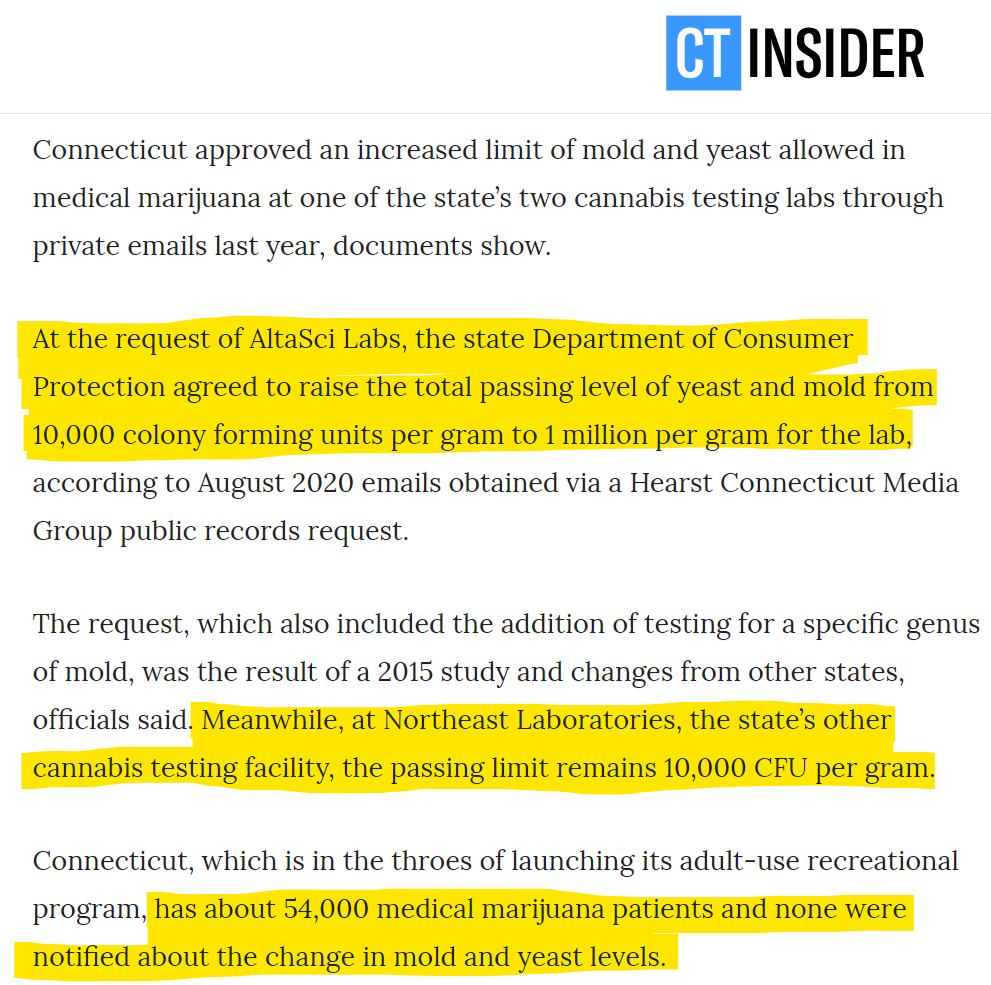 CT INSIDER
Connecticut approved an increased limit of mold and yeast allowed in
medical marijuana at one of the state’s two cannabis testing labs through
private emails last year, documents show.
At the request of AltaSci Labs, the state Department of Consumer
Protection agreed to raise the total passing level of yeast and mold from
10,000 colony forming units per gram to 1 million per gram for the lab,
according to August 2020 emails obtained via a Hearst Connecticut Media
Group public records request.
The request, which also included the addition of testing for a specific genus
of mold, was the result of a 2015 study and changes from other states,
officials said. Meanwhile, at Northeast Laboratories, the state’s other
cannabis testing facility, the passing limit remains 10,000 CFU per gram.
Connecticut, which is in the throes of launching its adult-use recreational
program, has about 54,000 medical marijuana patients and none were
notified about the change in mold and yeast levels.